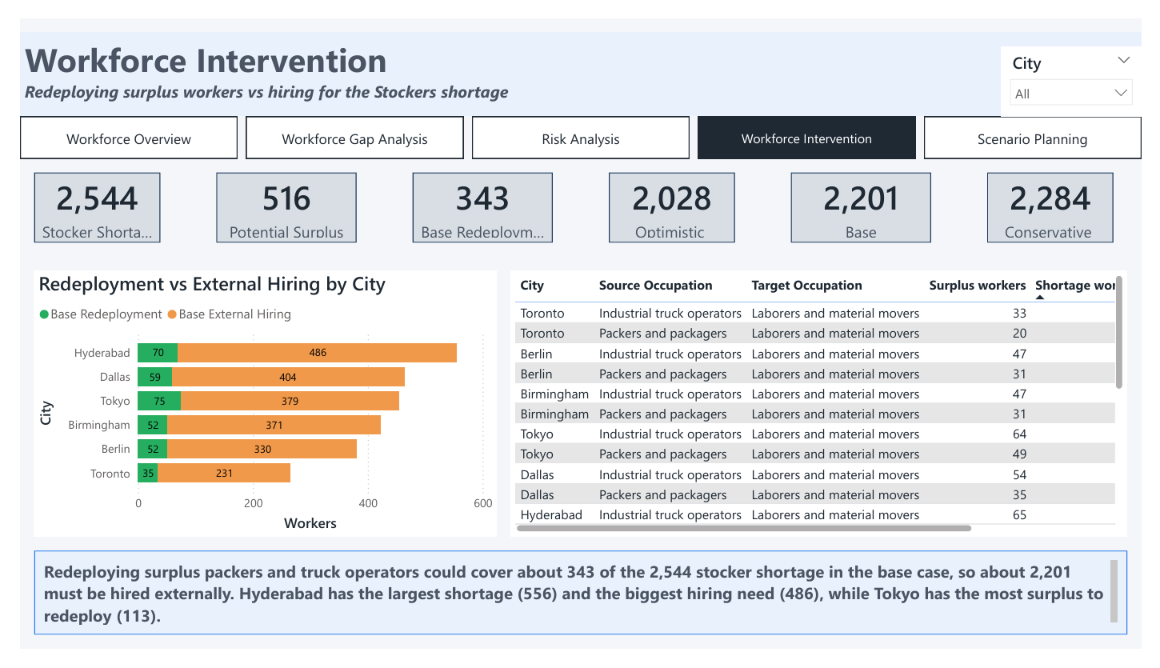 Workforce Intervention
Redeploying surplus workers vs hiring for the Stockers shortage
City
All
Workforce Overview
Workforce Gap Analysis
Risk Analysis
Workforce Intervention
Scenario Planning
2,544
Stocker Shorta...
516
Potential Surplus
343
Base Redeploym...
2,028
Optimistic
2,201
Base
2,284
Conservative
Redeployment vs External Hiring by City
Base Redeployment Base External Hiring
City
Hyderabad 70 486
Dallas 59 404
Tokyo 75 379
Birmingham 52 371
Berlin 52 330
Toronto 35 231
0 200 400 600
Workers
City Source Occupation Target Occupation Surplus workers Shortage wor
Toronto Industrial truck operators Laborers and material movers 33
Toronto Packers and packagers Laborers and material movers 20
Berlin Industrial truck operators Laborers and material movers 47
Berlin Packers and packagers Laborers and material movers 31
Birmingham Industrial truck operators Laborers and material movers 47
Birmingham Packers and packagers Laborers and material movers 31
Tokyo Industrial truck operators Laborers and material movers 64
Tokyo Packers and packagers Laborers and material movers 49
Dallas Industrial truck operators Laborers and material movers 54
Dallas Packers and packagers Laborers and material movers 35
Hyderabad Industrial truck operators Laborers and material movers 65
Redeploying surplus packers and truck operators could cover about 343 of the 2,544 stocker shortage in the base case, so about 2,201
must be hired externally. Hyderabad has the largest shortage (556) and the biggest hiring need (486), while Tokyo has the most surplus to
redeploy (113).